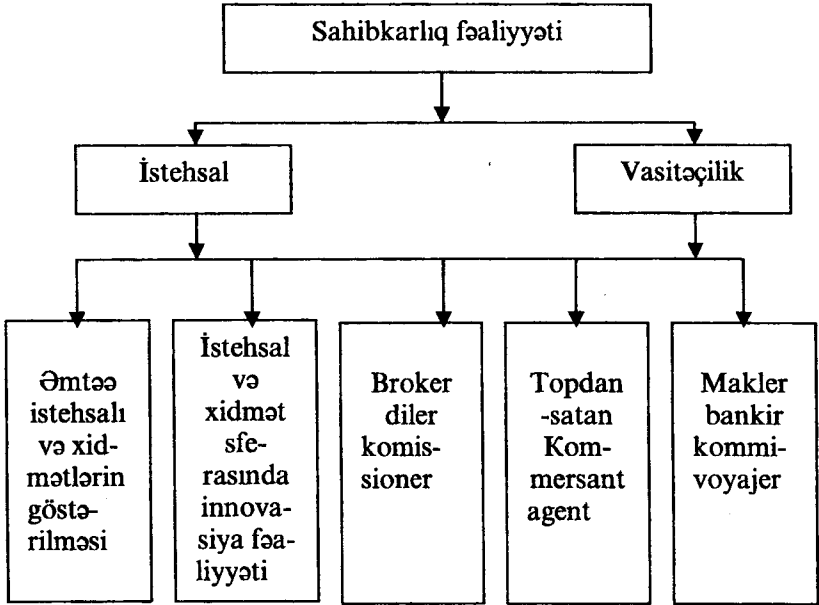 Sahibkarlıq fəaliyyəti
İstehsal
Vasitəçilik
Əmtəə
istehsalı
və xid-
mətlərin
göstə-
rilməsi
İstehsal
və
xidmət
sfe-
rasında
innova-
siya fəa-
liyyəti
Broker
diler
komis-
sioner
Topdan
-satan
Kom-
mersant
agent
Makler
bankir
kommi-
voyajer